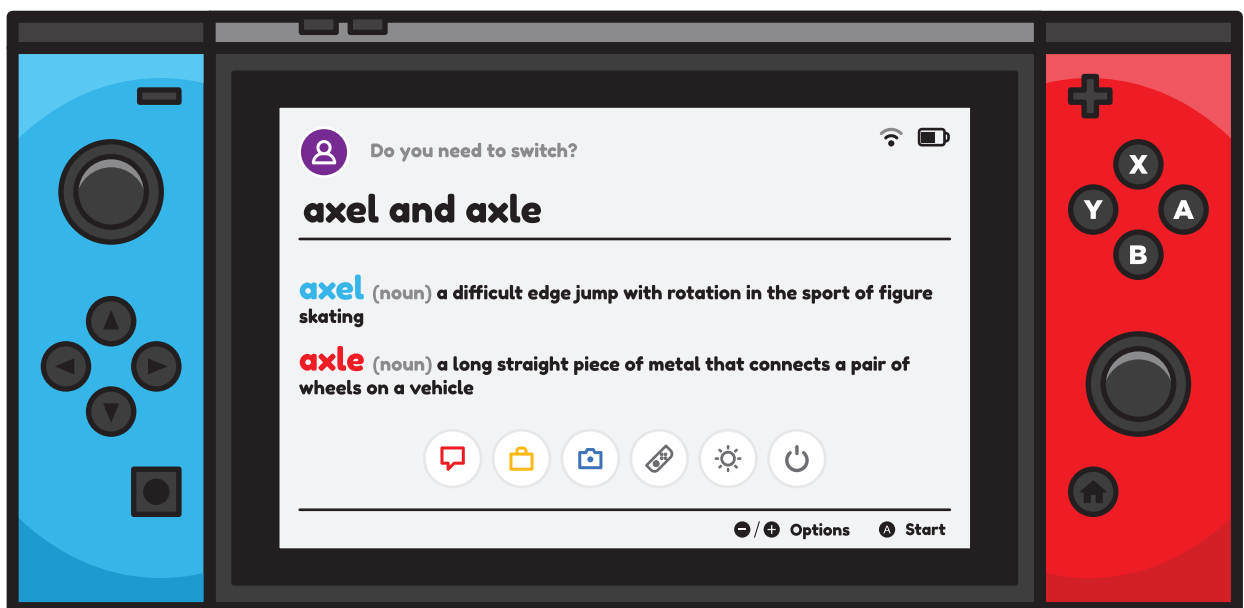 Do you need to switch?
axel and axle
axel (noun) a difficult edge jump with rotation in the sport of figure
skating
axle (noun) a long straight piece of metal that connects a pair of
wheels on a vehicle
X
Y A
B
-/+ Options A Start